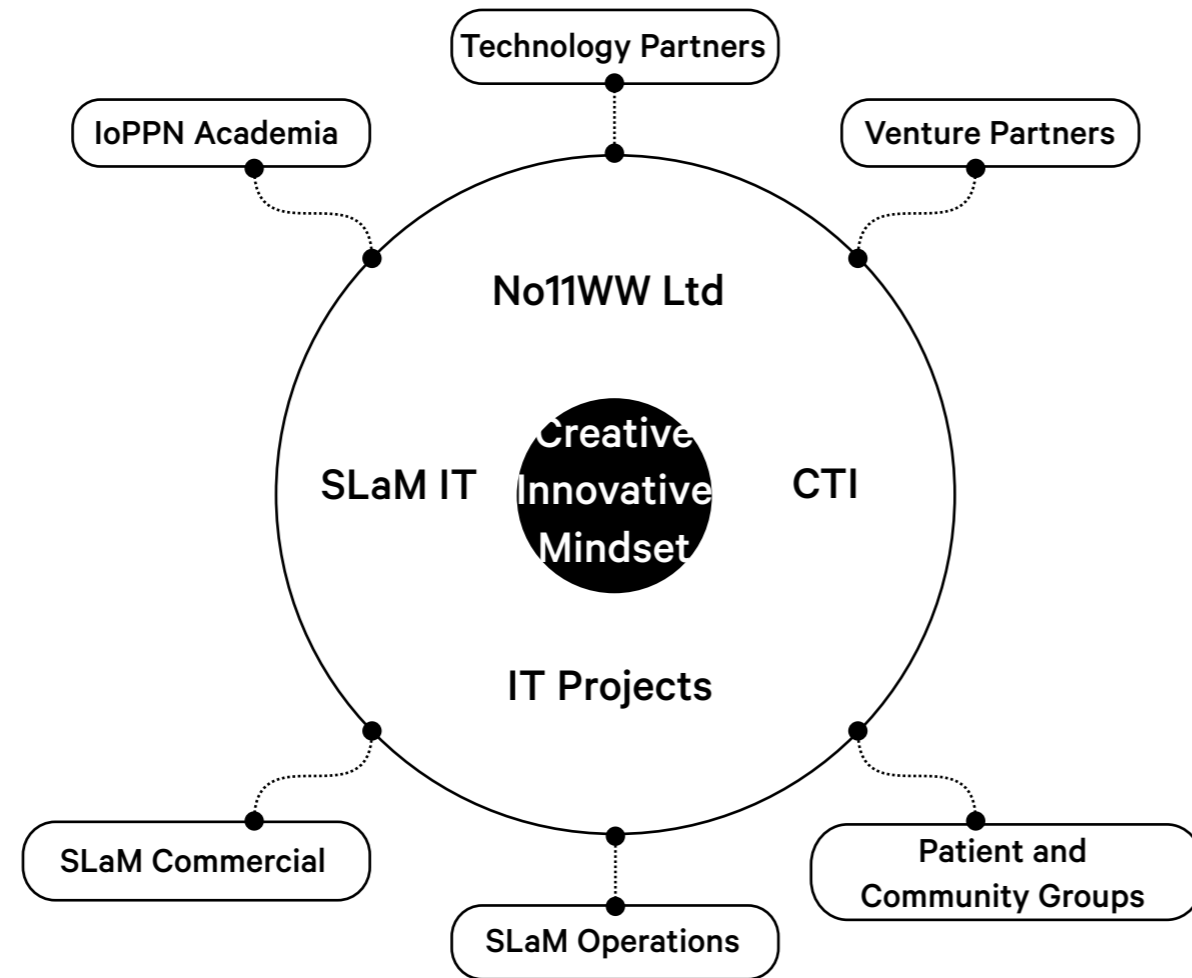 Technology Partners
IoPPN Academia
Venture Partners
No11WW Ltd
Creative
Innovative
Mindset
SLaM IT
CTI
IT Projects
SLaM Commercial
Patient and
Community Groups
SLaM Operations